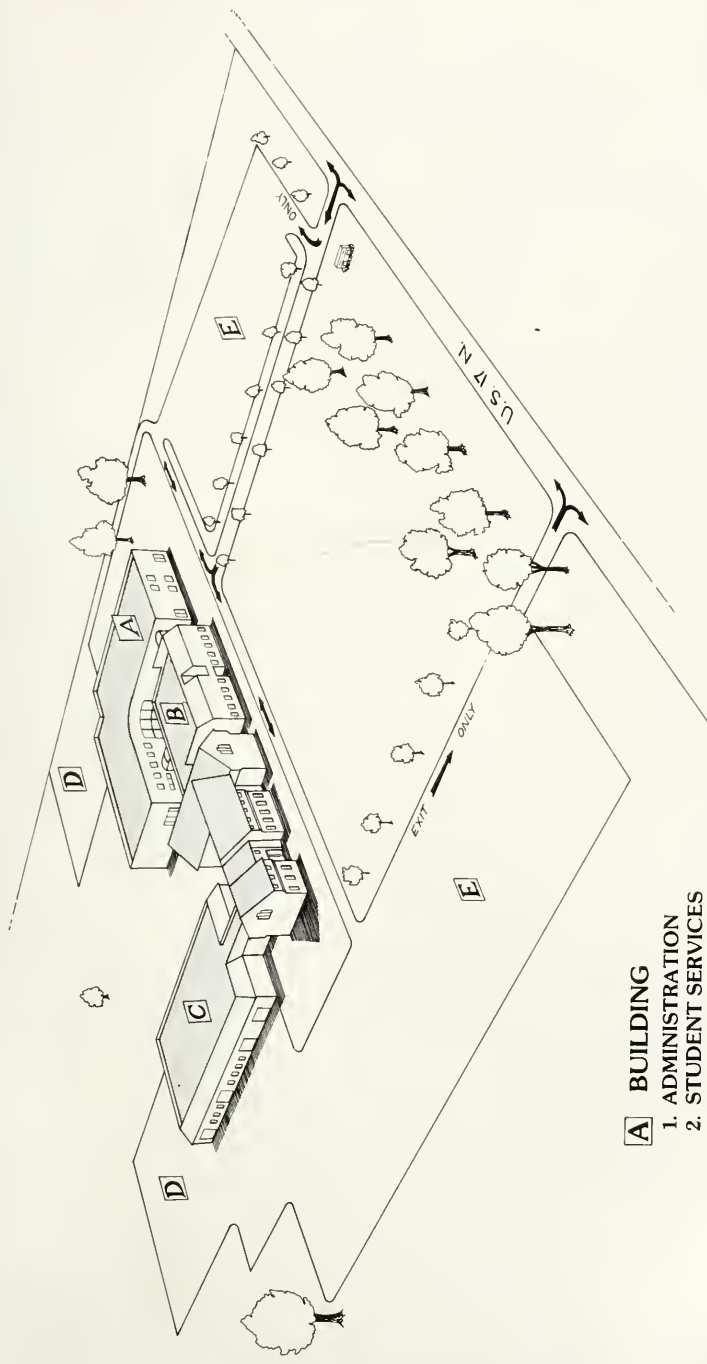 D
A
B
C
D
E
ONLY
E
EXIT ONLY
U.S. 17 N.
A BUILDING
1. ADMINISTRATION
2. STUDENT SERVICES